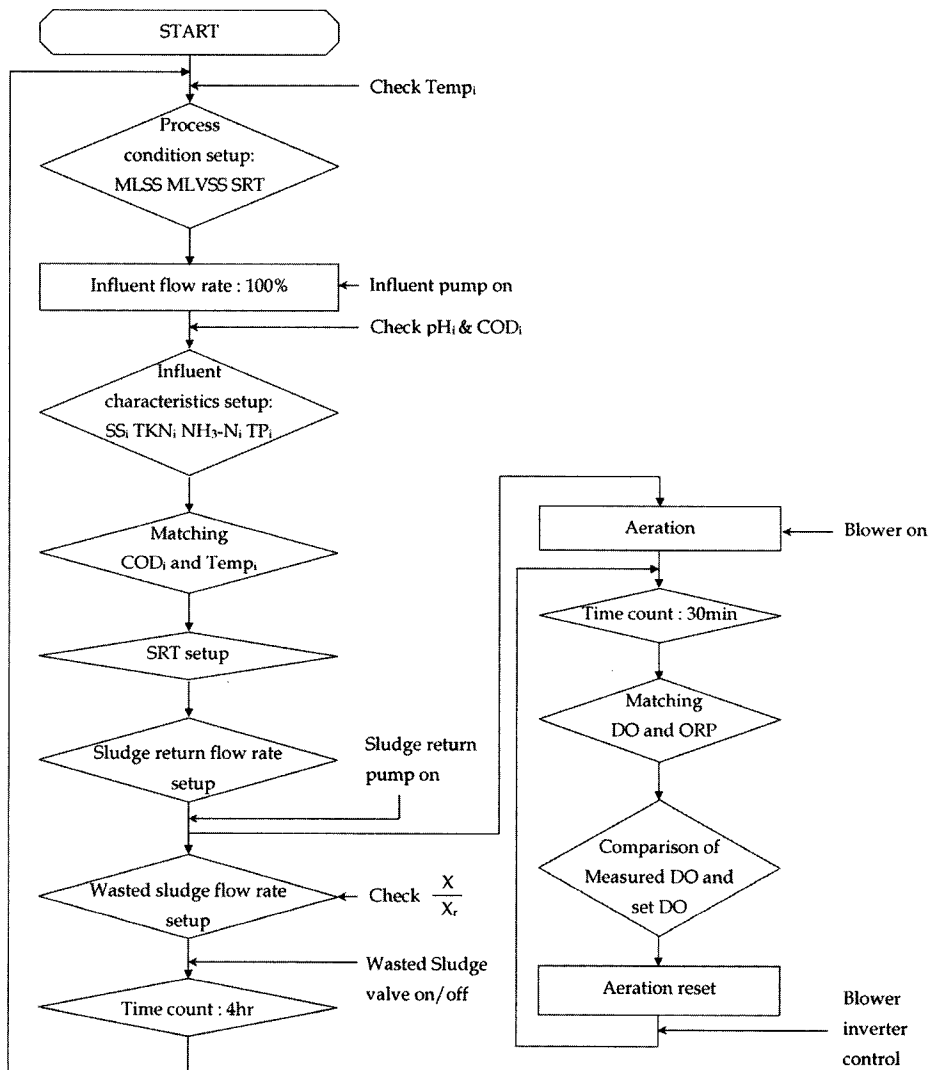 START
Check Tempᵢ
Process
condition setup:
MLSS MLVSS SRT
Influent flow rate : 100%
Influent pump on
Check pHᵢ & CODᵢ
Influent
characteristics setup:
SSᵢ TKNᵢ NH₃-Nᵢ TPᵢ
Matching
CODᵢ and Tempᵢ
SRT setup
Sludge return flow rate
setup
Sludge return
pump on
Wasted sludge flow rate
setup
Check X
Xᵣ
Wasted Sludge
valve on/off
Time count : 4hr
Aeration
Blower on
Time count : 30min
Matching
DO and ORP
Comparison of
Measured DO and
set DO
Aeration reset
Blower
inverter
control